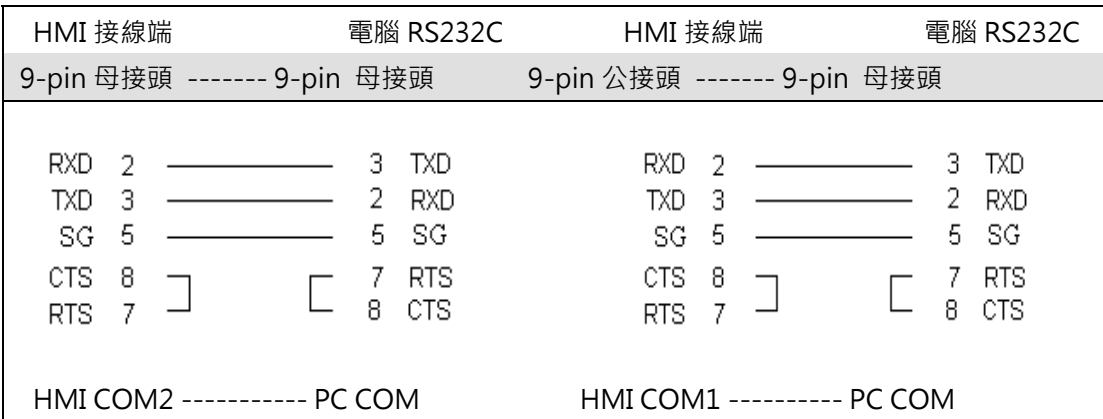 HMI 接線端 電腦 RS232C HMI 接線端 電腦 RS232C
9-pin 母接頭 ------- 9-pin 母接頭 9-pin 公接頭 ------- 9-pin 母接頭
RXD 2 3 TXD RXD 2 3 TXD
TXD 3 2 RXD TXD 3 2 RXD
SG 5 5 SG SG 5 5 SG
CTS 8 7 RTS CTS 8 7 RTS
RTS 7 8 CTS RTS 7 8 CTS
HMI COM2 ----------- PC COM HMI COM1 ---------- PC COM